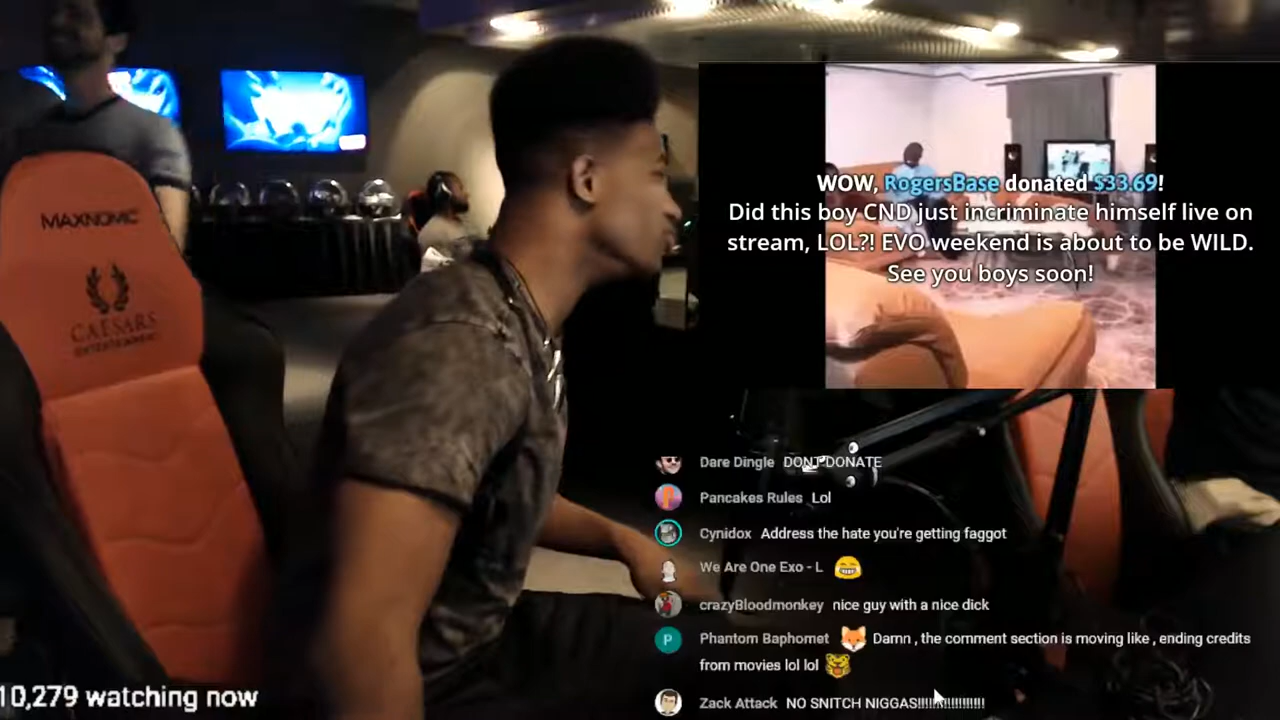 MAXNOMIC
CAESARS
ENTERTAINMENT
WOW, RogersBase donated $33.69!
Did this boy CND just incriminate himself live on
stream, LOL?! EVO weekend is about to be WILD.
See you boys soon!
Dare Dingle DONT DONATE
Pancakes Rules Lol
Cynidox Address the hate you're getting faggot
We Are One Exo - L 😂
crazyBloodmonkey nice guy with a nice dick
P Phantom Baphomet 🦊 Damn , the comment section is moving like , ending credits
from movies lol lol 🐯
Zack Attack NO SNITCH NIGGAS!!!!!!!!!!!!!!!!!!
10,279 watching now